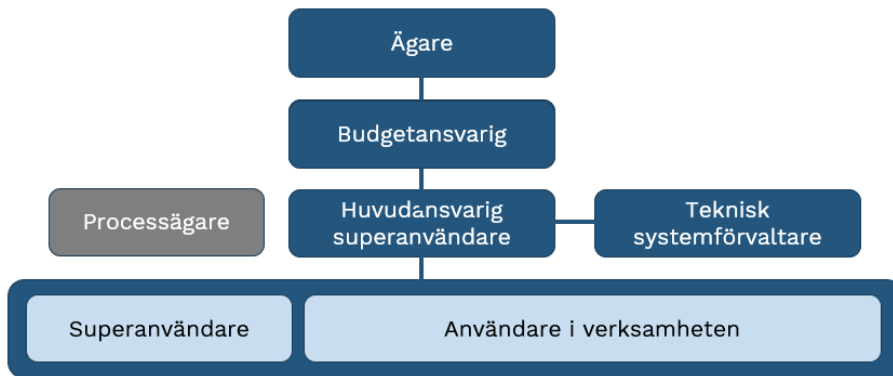 Ägare
Budgetansvarig
Processägare
Huvudansvarig
superanvändare
Teknisk
systemförvaltare
Superanvändare
Användare i verksamheten